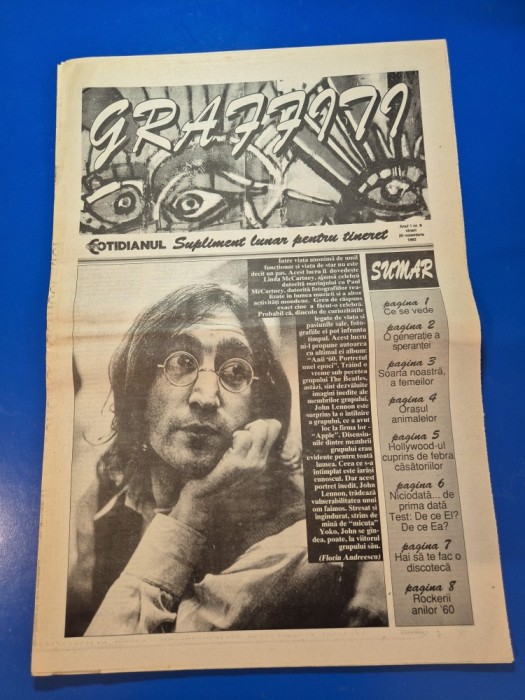 GRAFFITI
COTIDIANUL Supliment lunar pentru tineret
Anul I nr. 9
vineri
20 noiembrie
1992
Între viața anonimă de umil
funcționar și viața de star nu este
decît un pas. Acest lucru îl dovedește
Linda McCartney, ajunsă celebră
datorită mariajului cu Paul
McCartney, datorită fotografiilor rea-
lizate în lumea muzicii și a altor
activități mondene. Greu de răspuns
exact cine a făcut-o celebră.
Probabil că, dincolo de curiozitățile
legate de viața și
pasiunile sale, foto-
grafiile ei pot înfrunta
timpul. Acest lucru
ni-l propune autoarea
cu ultimul ei album:
"Anii '60. Portretul
unei epoci". Trăind o
vreme sub pecetea
grupului The Beatles,
astăzi, sînt dezvăluite
imagini inedite ale
membrilor grupului.
John Lennon este
surprins la o întîlnire
a grupului, ce a avut
loc la firma lor -
"Apple". Discuțiu-
nile dintre membrii
grupului erau
evidente pentru toată
lumea. Ceea ce s-a
întîmplat este iarăși
cunoscut. Dar acest
portret inedit, John
Lennon, trădează
vulnerabilitatea unui
om faimos. Stresat și
îngîndurat, strîns de
mînă de "micuța"
Yoko, John se gîn-
dea, poate, la viitorul
grupului său.
(Florin Andreescu)
SUMAR
pagina 1
Ce se vede
pagina 2
O generație a
speranței
pagina 3
Soarta noastră,
a femeilor
pagina 4
Orașul
animalelor
pagina 5
Hollywood-ul
cuprins de febra
căsătoriilor
pagina 6
Niciodată... de
prima dată
Test: De ce El?
De ce Ea?
pagina 7
Hai să te fac o
discotecă
pagina 8
Rockerii
anilor '60